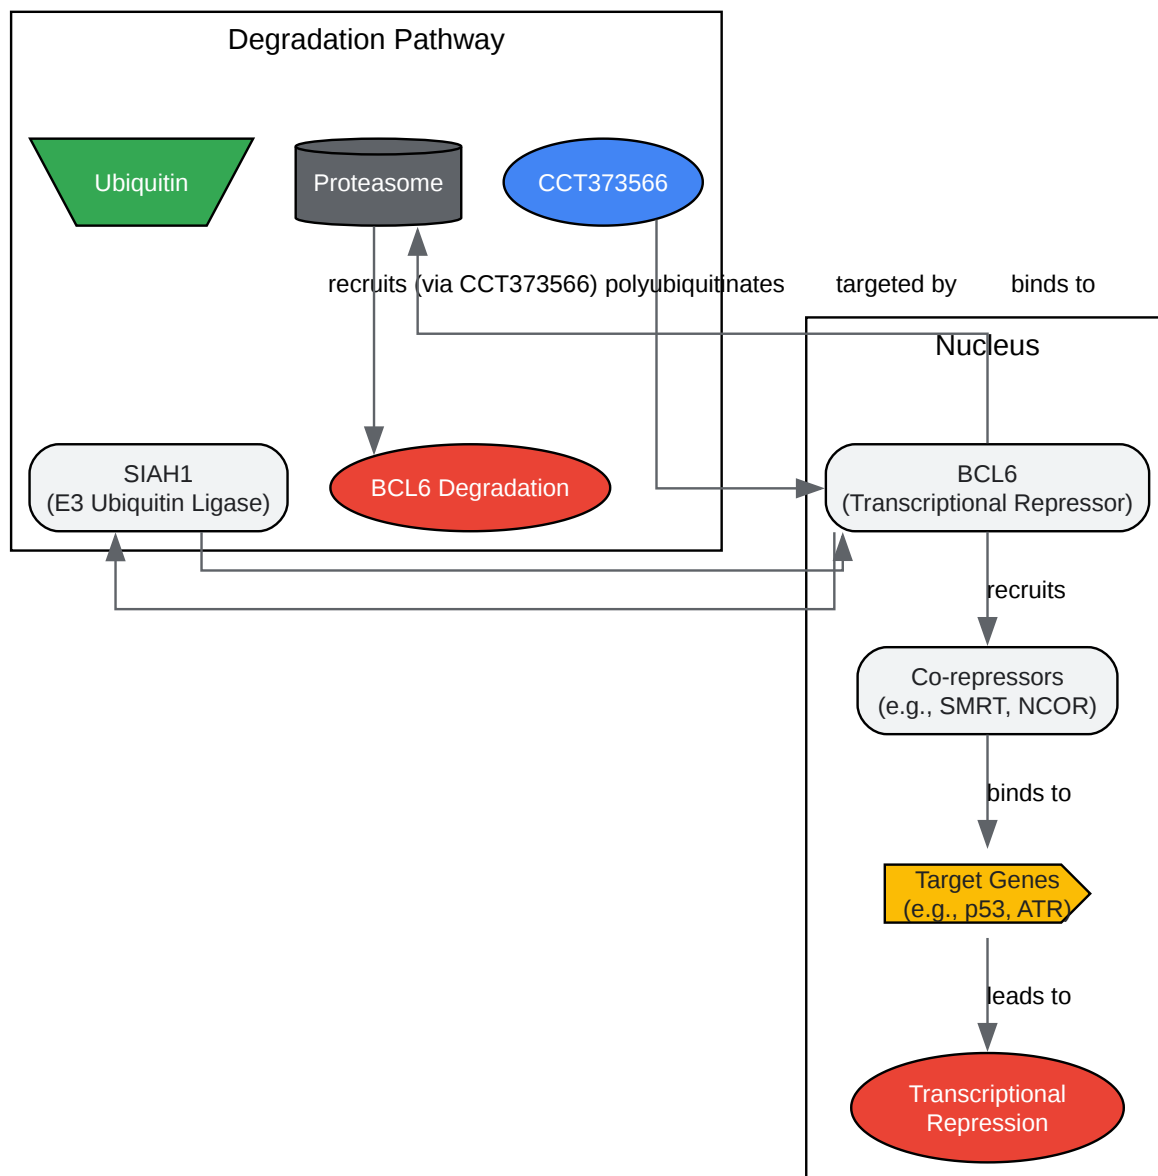 Degradation Pathway
Ubiquitin
Proteasome
CCT373566
recruits (via CCT373566)
polyubiquitinates
targeted by
binds to
Nucleus
SIAH1
(E3 Ubiquitin Ligase)
BCL6 Degradation
BCL6
(Transcriptional Repressor)
recruits
Co-repressors
(e.g., SMRT, NCOR)
binds to
Target Genes
(e.g., p53, ATR)
leads to
Transcriptional
Repression